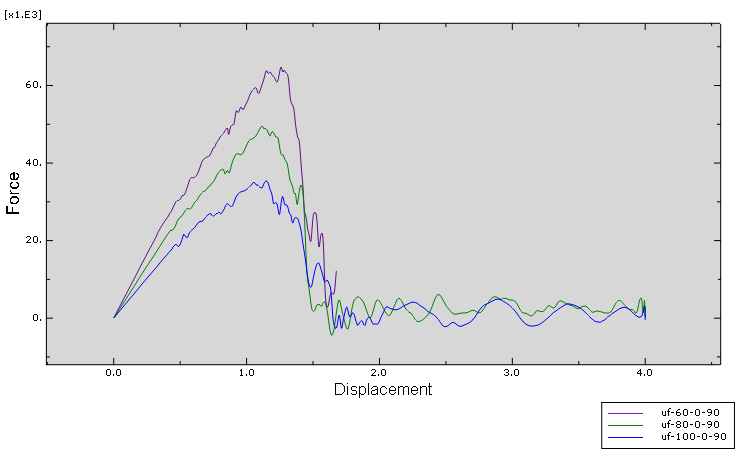 [x1.E3]
60.
40.
20.
0.
Force
0.0 1.0 2.0 3.0 4.0
Displacement
uf-60-0-90
uf-80-0-90
uf-100-0-90